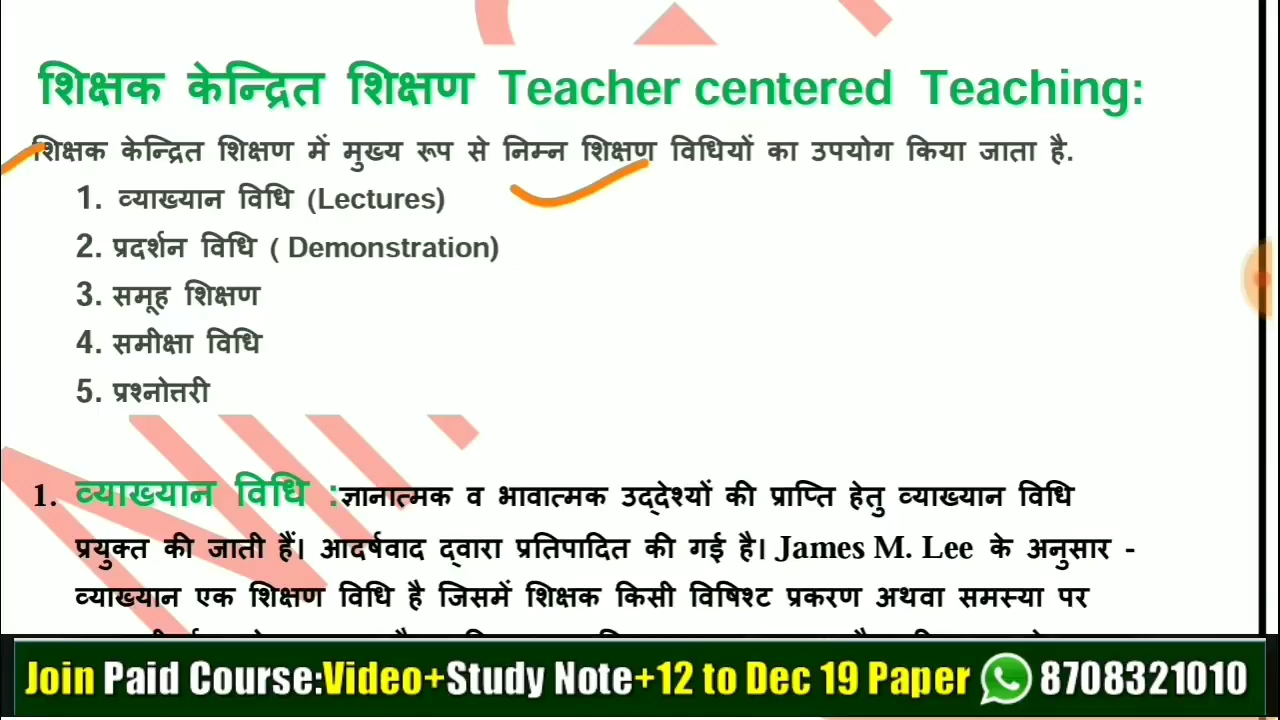 शिक्षक केन्द्रित शिक्षण Teacher centered Teaching:
शिक्षक केन्द्रित शिक्षण में मुख्य रूप से निम्न शिक्षण विधियों का उपयोग किया जाता है.
1. व्याख्यान विधि (Lectures)
2. प्रदर्शन विधि ( Demonstration)
3. समूह शिक्षण
4. समीक्षा विधि
5. प्रश्नोत्तरी
1. व्याख्यान विधि :ज्ञानात्मक व भावात्मक उद्देश्यों की प्राप्ति हेतु व्याख्यान विधि
प्रयुक्त की जाती हैं। आदर्षवाद द्वारा प्रतिपादित की गई है। James M. Lee के अनुसार -
व्याख्यान एक शिक्षण विधि है जिसमें शिक्षक किसी विषिश्ट प्रकरण अथवा समस्या पर
Join Paid Course:Video+Study Note+12 to Dec 19 Paper 8708321010